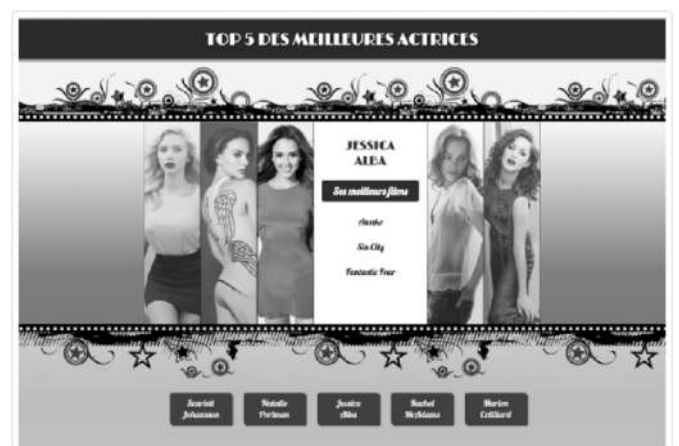 TOP 5 DES MEILLEURES ACTRICES
JESSICA
ALBA
Ses meilleurs films
Awake
Sin City
Fantastic Four
Scarlett
Johansson
Natalie
Portman
Jessica
Alba
Rachel
McAdams
Marion
Cotillard